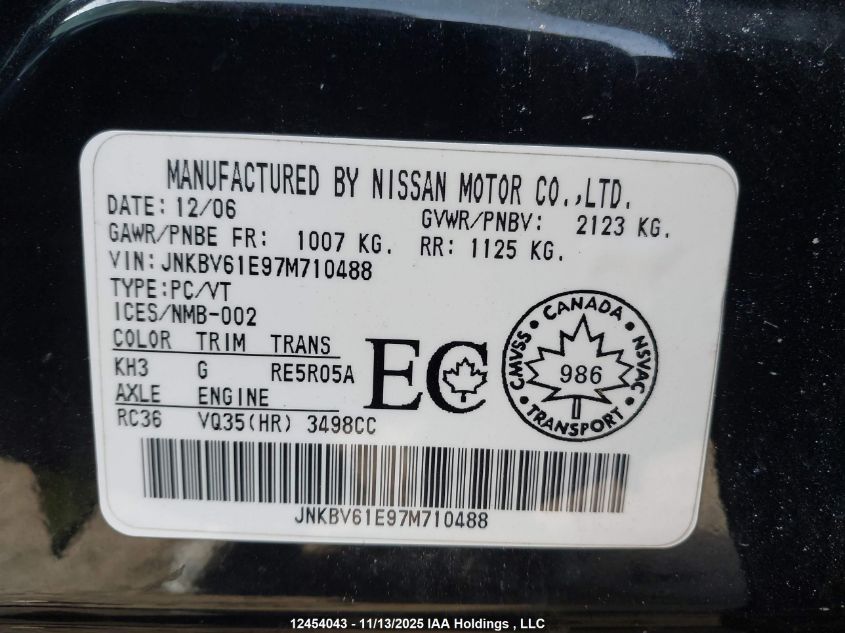 MANUFACTURED BY NISSAN MOTOR CO.,LTD.
DATE: 12/06 GVWR/PNBV: 2123 KG.
GAWR/PNBE FR: 1007 KG. RR: 1125 KG.
VIN: JNKBV61E97M710488
TYPE:PC/VT
ICES/NMB-002
COLOR TRIM TRANS
KH3 G RE5R05A
AXLE ENGINE
RC36 VQ35(HR) 3498CC
EC
CANADA
CMVSS • NSVAC
986
TRANSPORT
JNKBV61E97M710488
12454043 - 11/13/2025 IAA Holdings , LLC